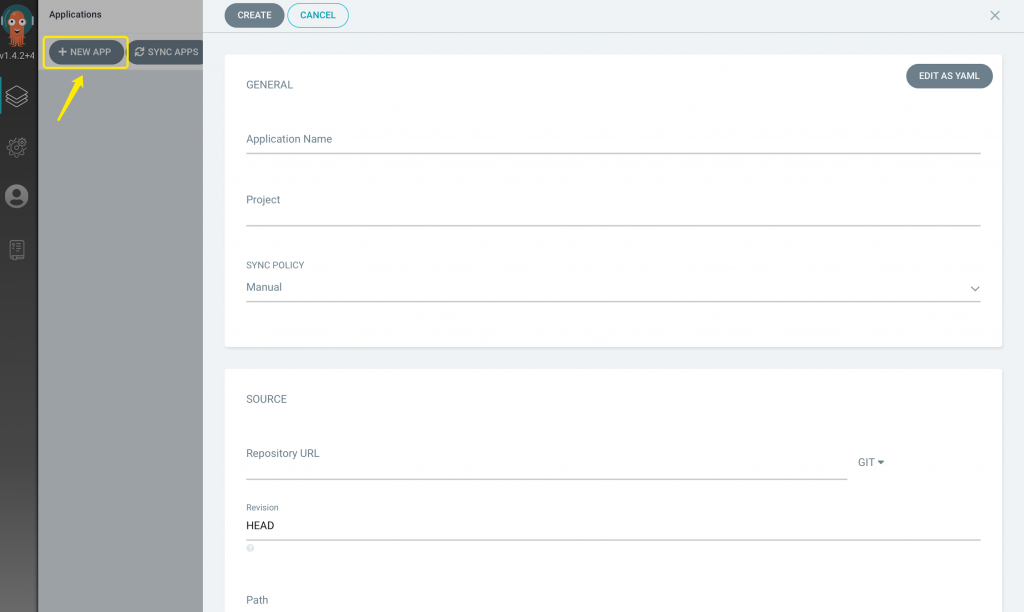 Applications
v1.4.2+4
NEW APP
SYNC APPS
CREATE
CANCEL
GENERAL
EDIT AS YAML
Application Name
Project
SYNC POLICY
Manual
SOURCE
Repository URL
GIT
Revision
HEAD
Path